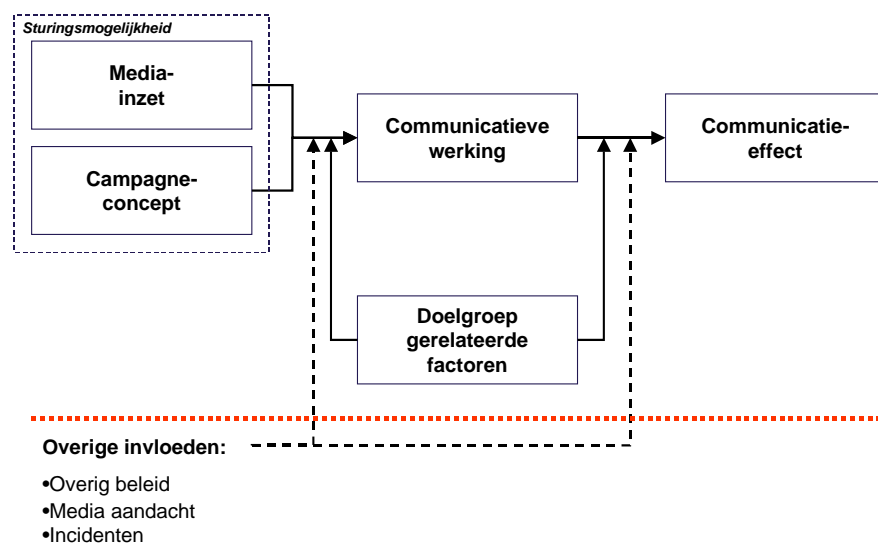 Sturingsmogelijkheid
Media-
inzet
Campagne-
concept
Communicatieve
werking
Communicatie-
effect
Doelgroep
gerelateerde
factoren
Overige invloeden:
•Overig beleid
•Media aandacht
•Incidenten